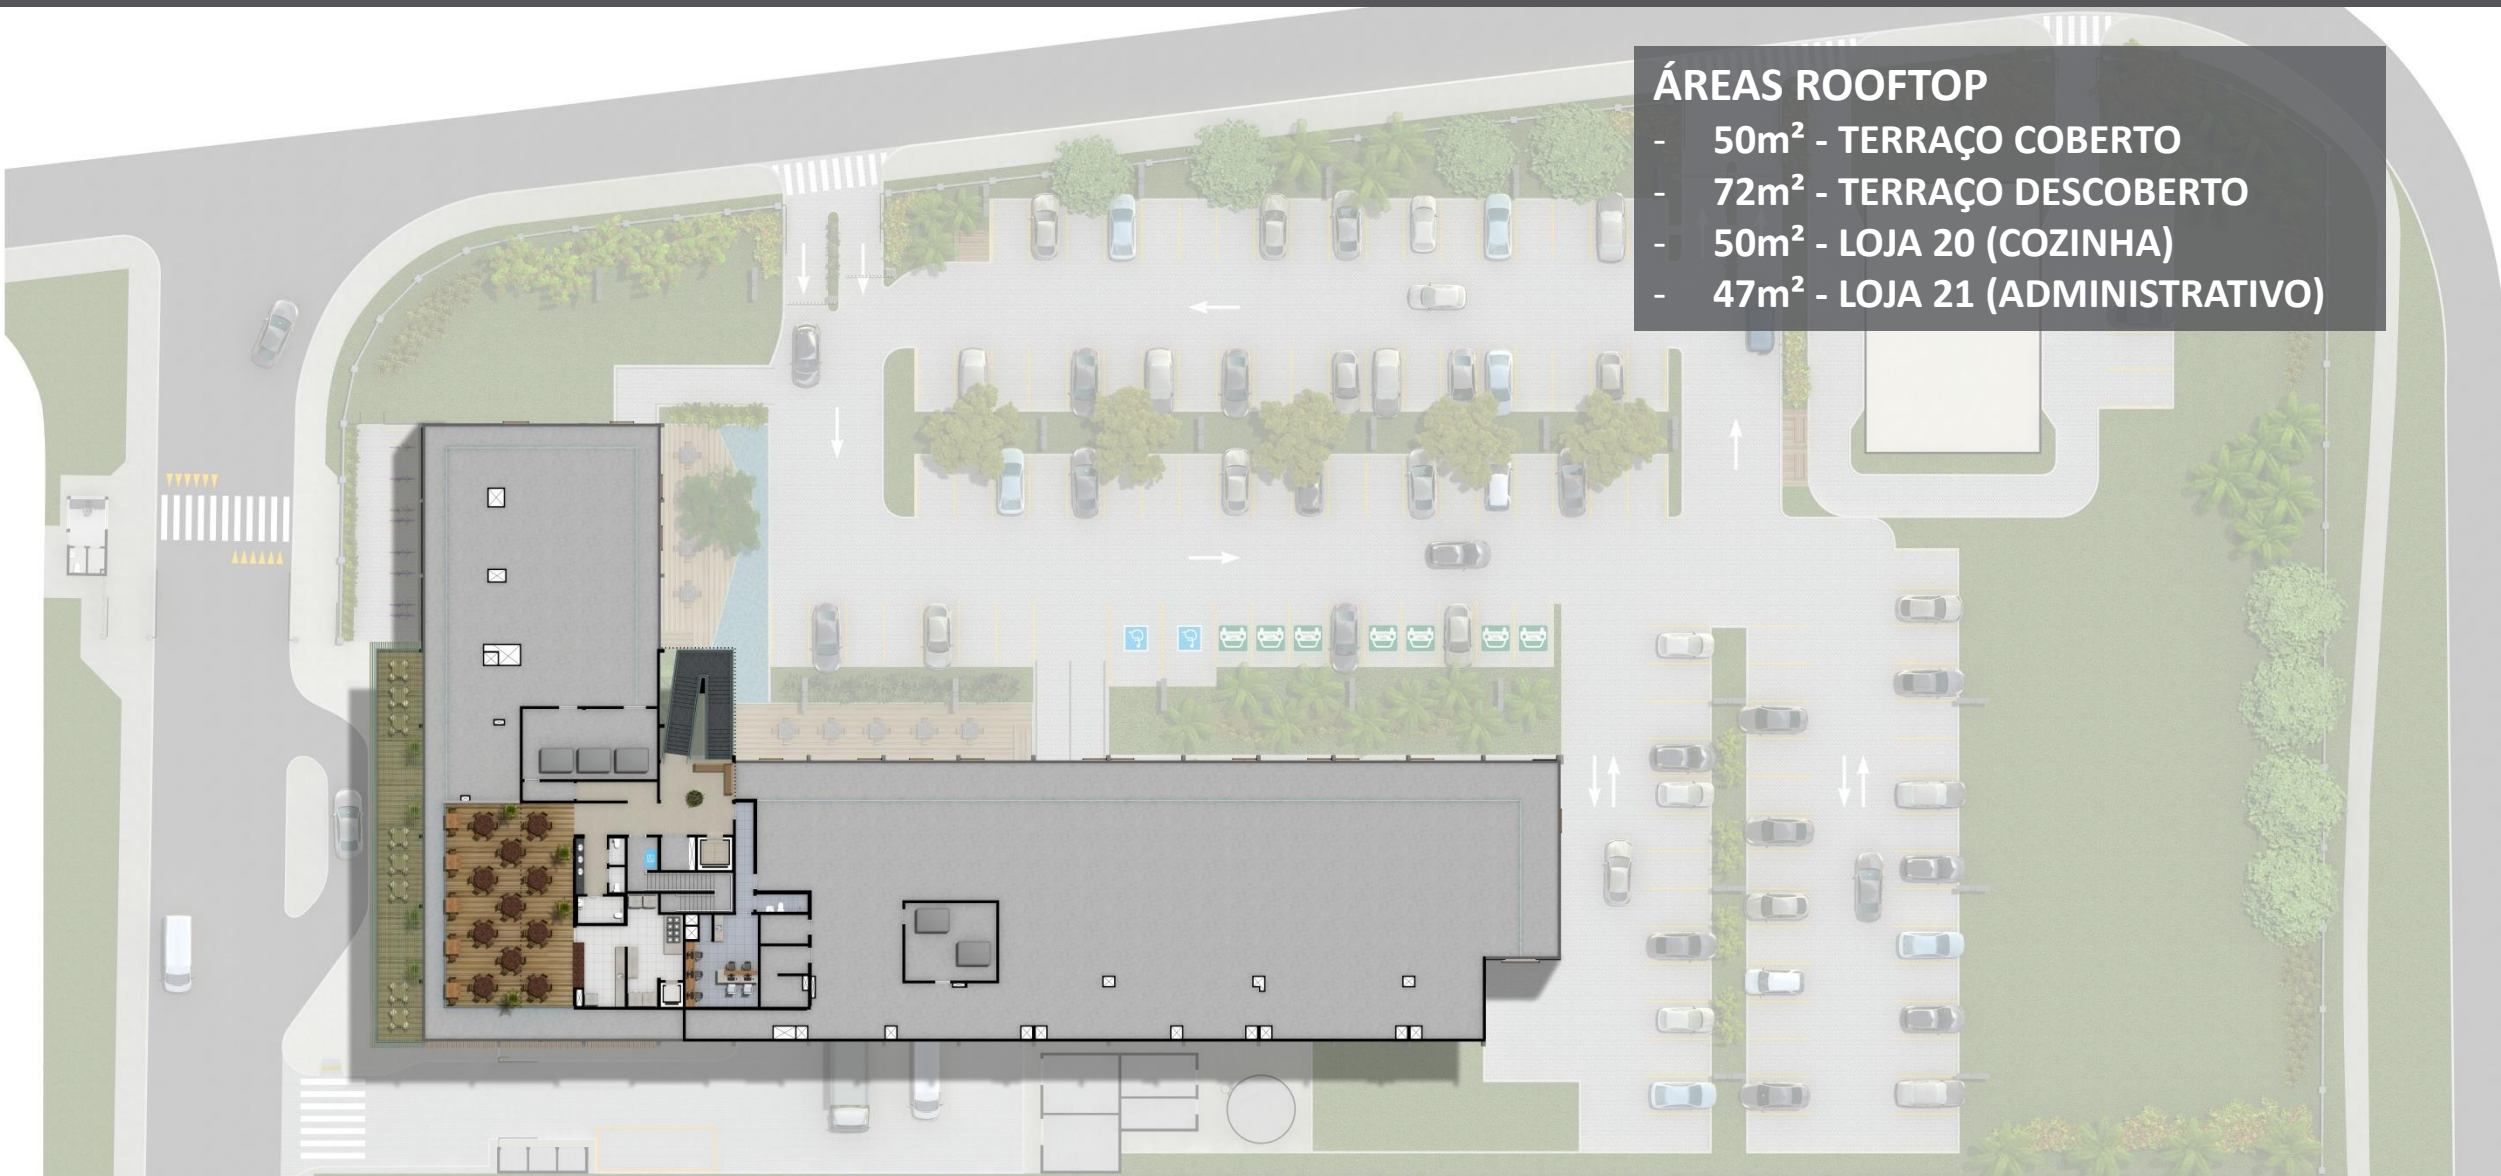 ÁREAS ROOFTOP
- 50m² - TERRAÇO COBERTO
- 72m² - TERRAÇO DESCOBERTO
- 50m² - LOJA 20 (COZINHA)
- 47m² - LOJA 21 (ADMINISTRATIVO)